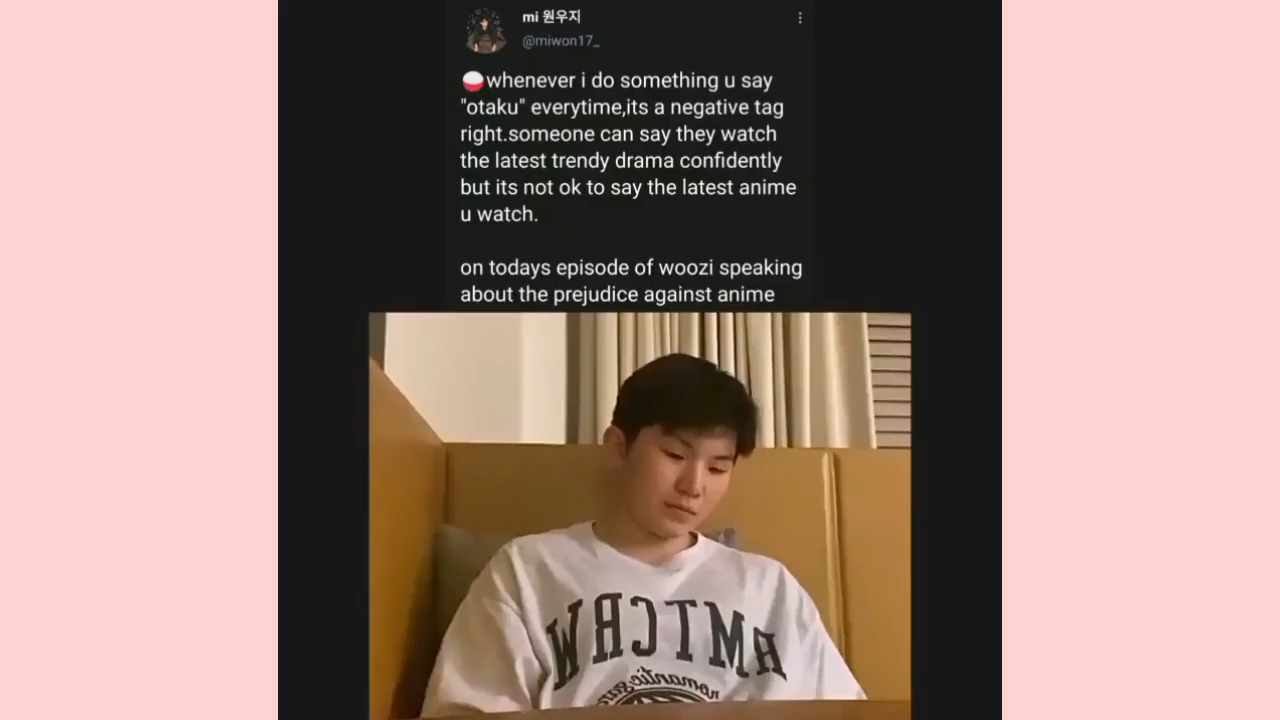 mi 원우지
@miwon17_
🍚whenever i do something u say
"otaku" everytime,its a negative tag
right.someone can say they watch
the latest trendy drama confidently
but its not ok to say the latest anime
u watch.
on todays episode of woozi speaking
about the prejudice against anime
AMTCRW
romantic